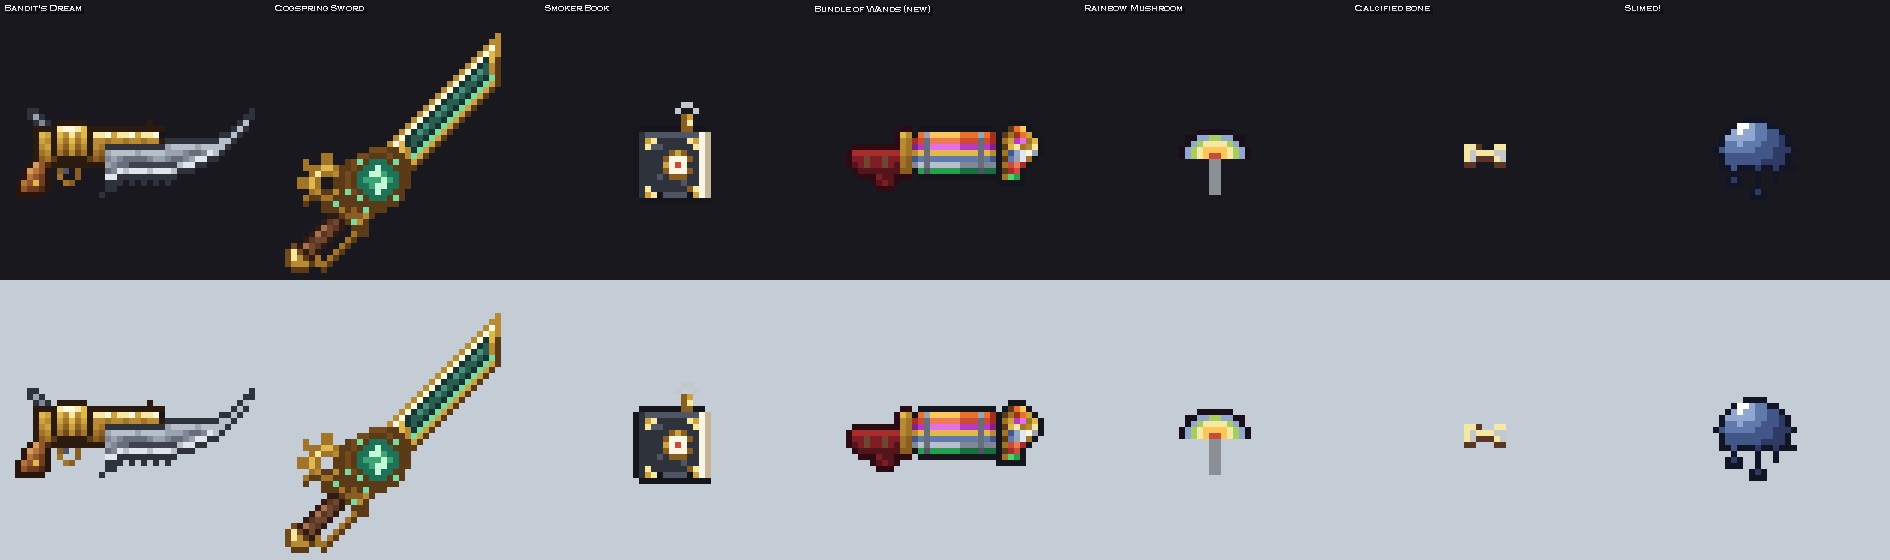 Bandit's Dream
Cogspring Sword
Smoker Book
Bundle of Wands (new)
Rainbow Mushroom
Calcified bone
Slimed!